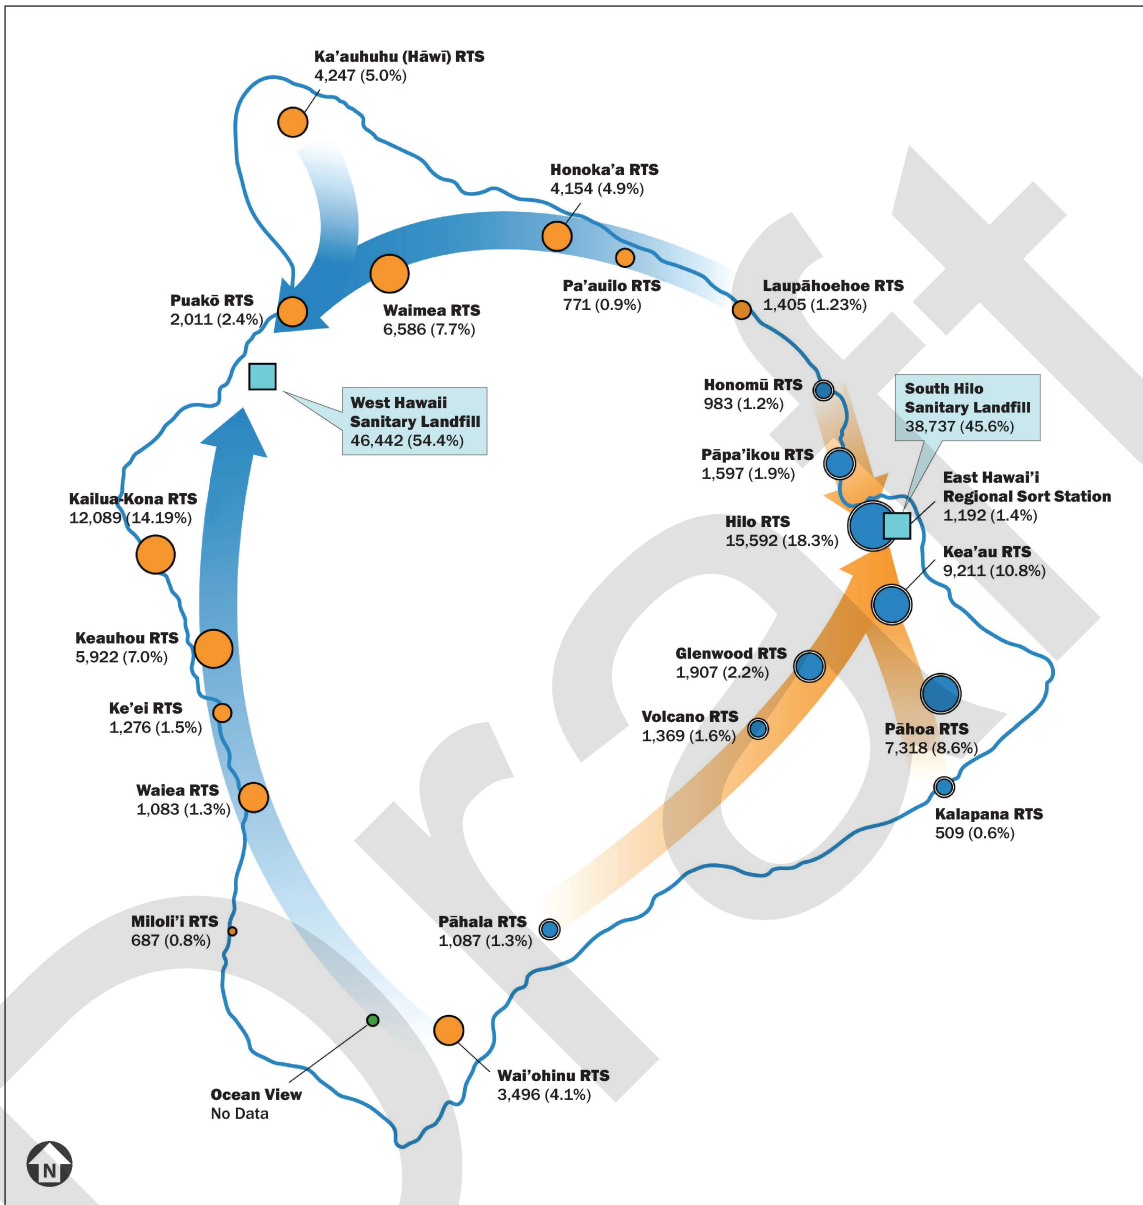 Ka'auhuhu (Hāwī) RTS
4,247 (5.0%)
Honoka'a RTS
4,154 (4.9%)
Pa'auilo RTS
771 (0.9%)
Laupāhoehoe RTS
1,405 (1.23%)
Puakō RTS
2,011 (2.4%)
Waimea RTS
6,586 (7.7%)
West Hawaii
Sanitary Landfill
46,442 (54.4%)
Honomū RTS
983 (1.2%)
South Hilo
Sanitary Landfill
38,737 (45.6%)
Pāpa'ikou RTS
1,597 (1.9%)
East Hawai'i
Regional Sort Station
1,192 (1.4%)
Kailua-Kona RTS
12,089 (14.19%)
Hilo RTS
15,592 (18.3%)
Kea'au RTS
9,211 (10.8%)
Keauhou RTS
5,922 (7.0%)
Glenwood RTS
1,907 (2.2%)
Ke'ei RTS
1,276 (1.5%)
Volcano RTS
1,369 (1.6%)
Pāhoa RTS
7,318 (8.6%)
Waiea RTS
1,083 (1.3%)
Kalapana RTS
509 (0.6%)
Miloli'i RTS
687 (0.8%)
Pāhala RTS
1,087 (1.3%)
Ocean View
No Data
Wai'ohinu RTS
3,496 (4.1%)
N
Draft